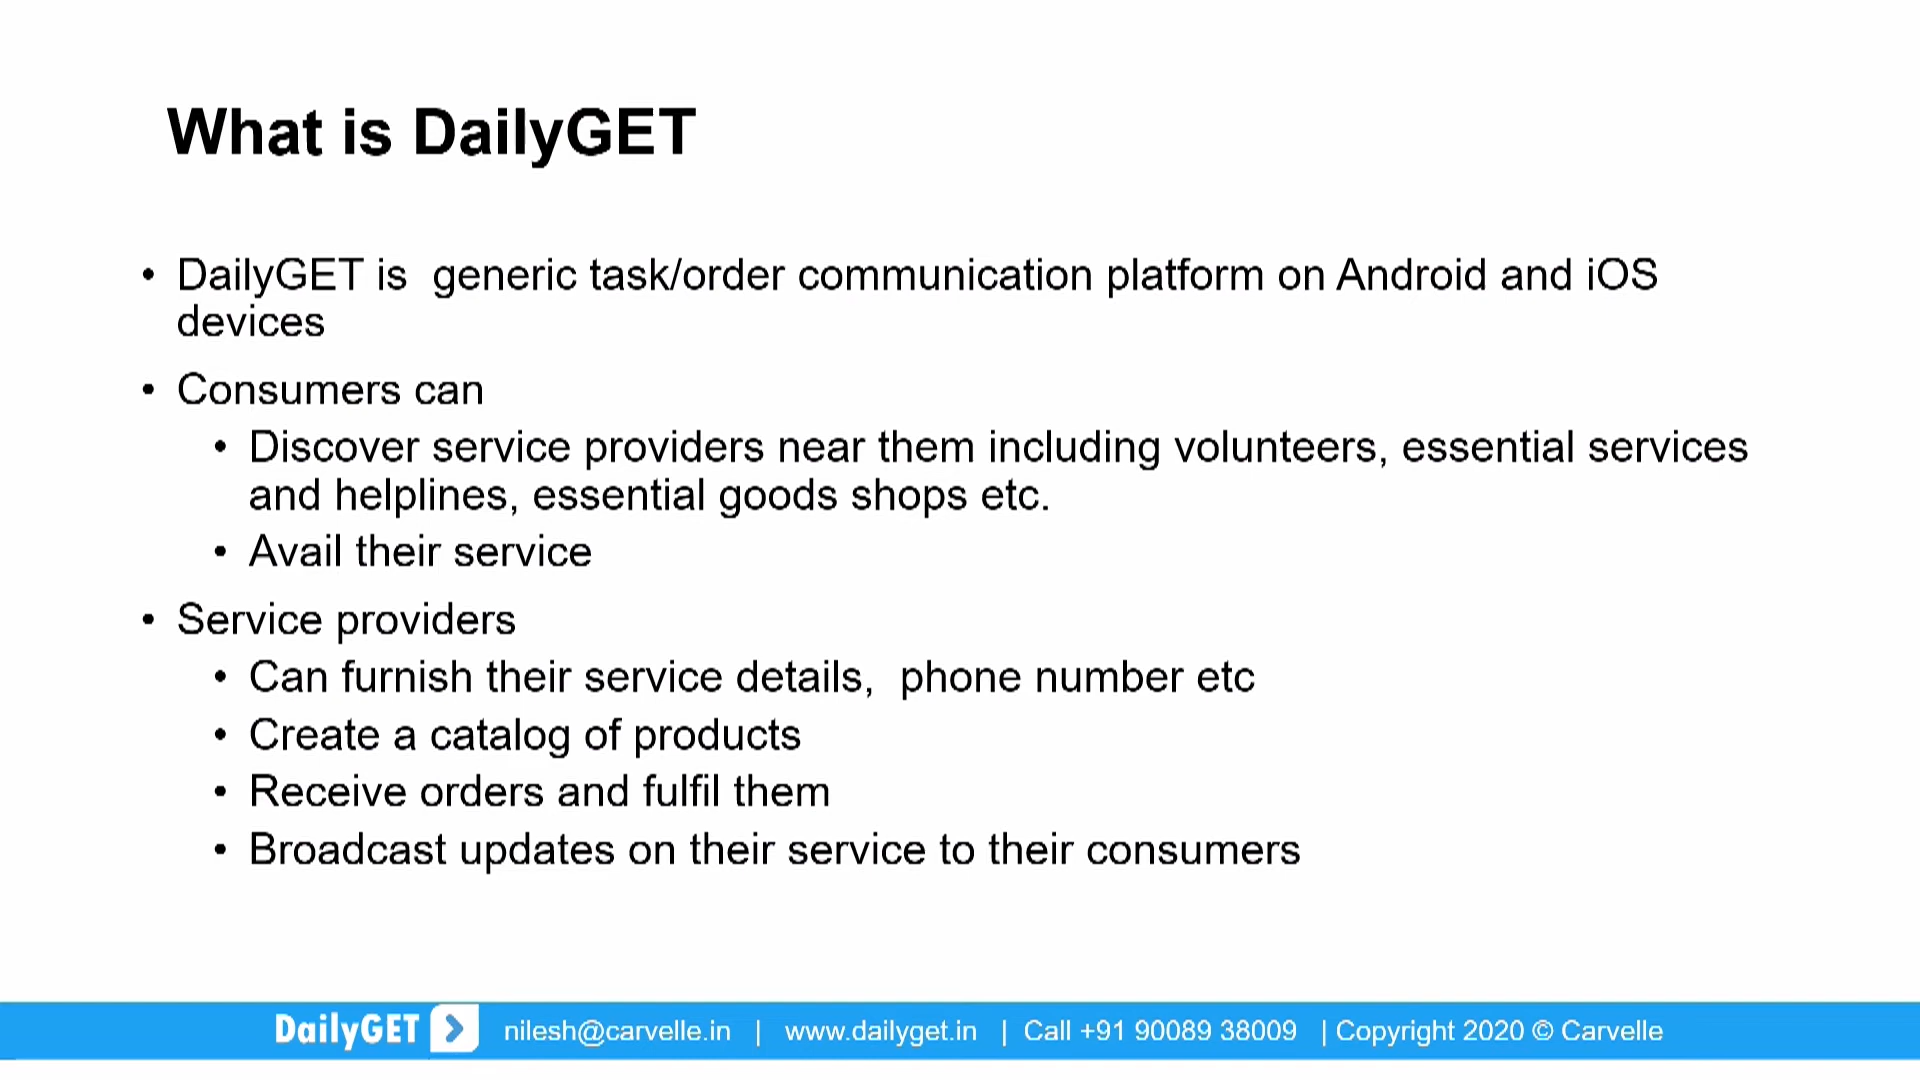 What is DailyGET
• DailyGET is  generic task/order communication platform on Android and iOS
devices
• Consumers can
• Discover service providers near them including volunteers, essential services
and helplines, essential goods shops etc.
• Avail their service
• Service providers
• Can furnish their service details,  phone number etc
• Create a catalog of products
• Receive orders and fulfil them
• Broadcast updates on their service to their consumers
DailyGET nilesh@carvelle.in | www.dailyget.in | Call +91 90089 38009 | Copyright 2020 © Carvelle